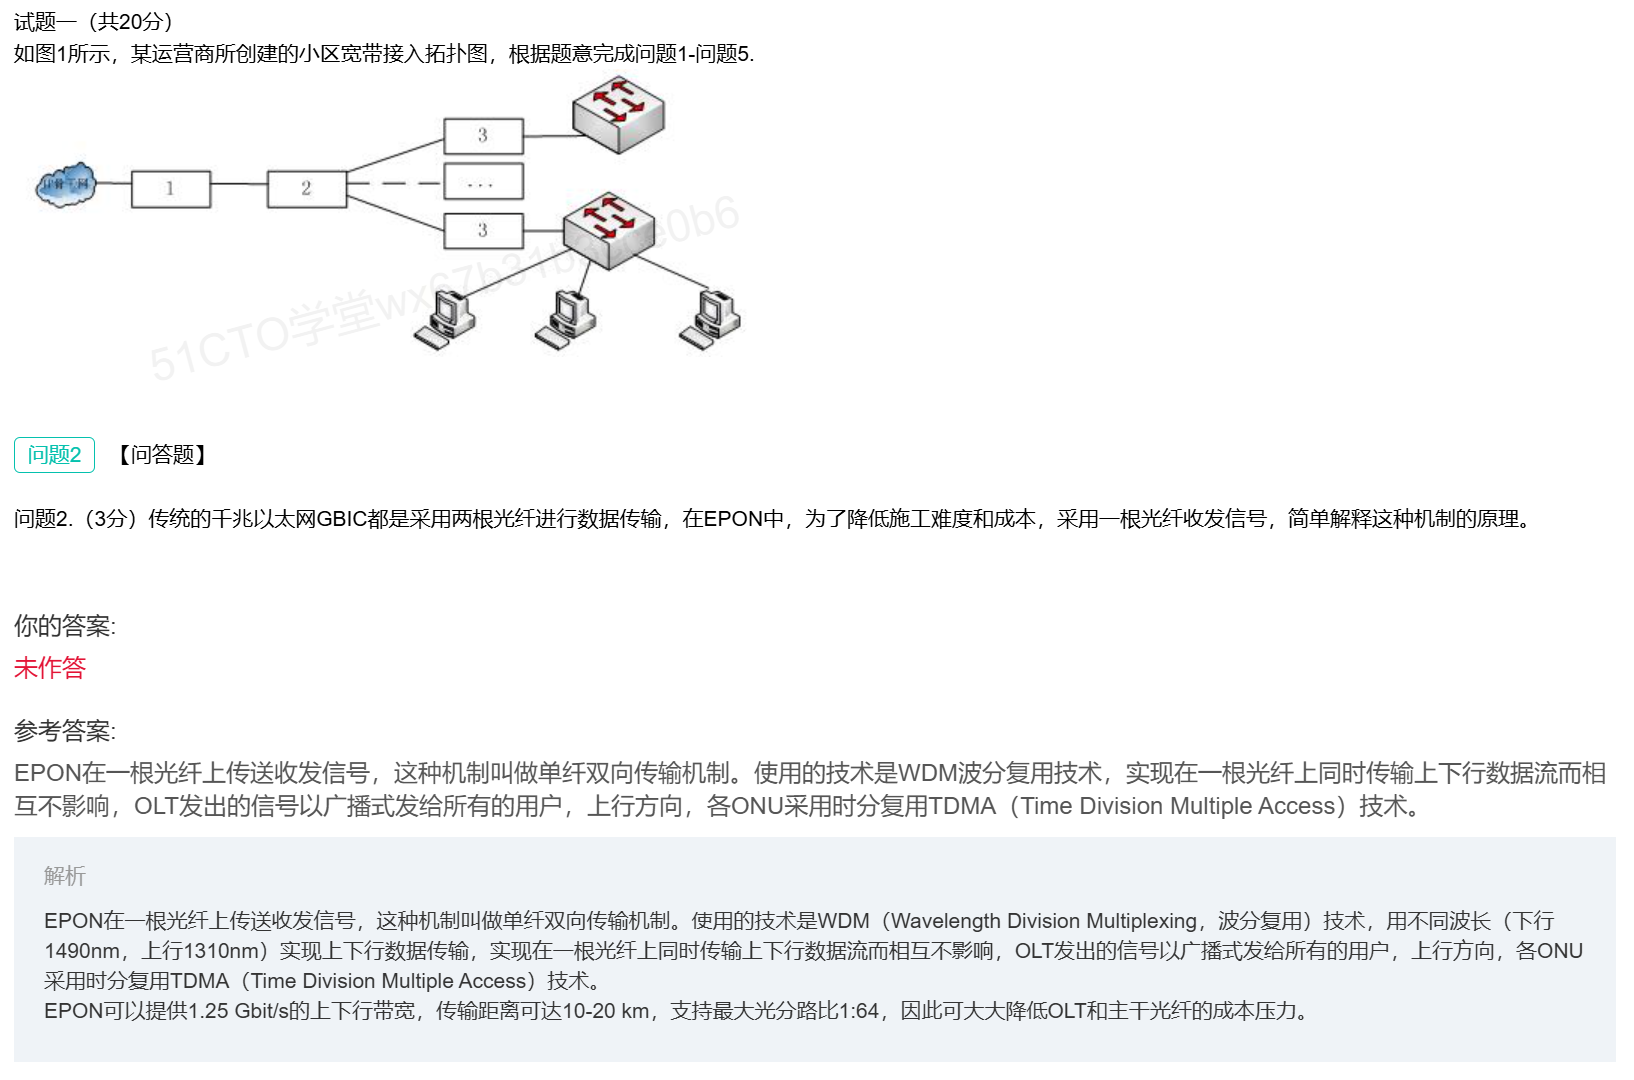 试题一（共20分）
如图1所示，某运营商所创建的小区宽带接入拓扑图，根据题意完成问题1-问题5.
3
1
2
...
3
问题2 【问答题】
问题2.（3分）传统的千兆以太网GBIC都是采用两根光纤进行数据传输，在EPON中，为了降低施工难度和成本，采用一根光纤收发信号，简单解释这种机制的原理。
你的答案:
未作答
参考答案:
EPON在一根光纤上传送收发信号，这种机制叫做单纤双向传输机制。使用的技术是WDM波分复用技术，实现在一根光纤上同时传输上下行数据流而相
互不影响，OLT发出的信号以广播式发给所有的用户，上行方向，各ONU采用时分复用TDMA（Time Division Multiple Access）技术。
解析
EPON在一根光纤上传送收发信号，这种机制叫做单纤双向传输机制。使用的技术是WDM（Wavelength Division Multiplexing，波分复用）技术，用不同波长（下行
1490nm，上行1310nm）实现上下行数据传输，实现在一根光纤上同时传输上下行数据流而相互不影响，OLT发出的信号以广播式发给所有的用户，上行方向，各ONU
采用时分复用TDMA（Time Division Multiple Access）技术。
EPON可以提供1.25 Gbit/s的上下行带宽，传输距离可达10-20 km，支持最大光分路比1:64，因此可大大降低OLT和主干光纤的成本压力。